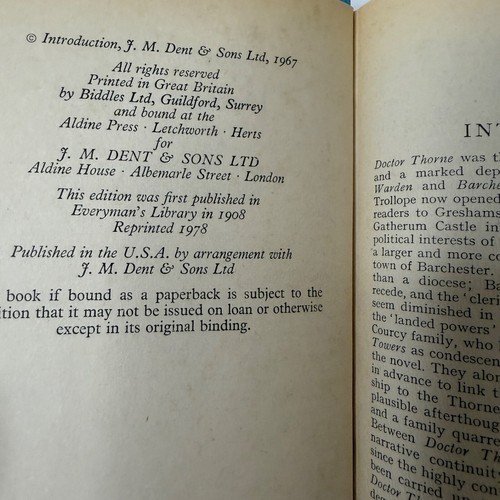 © Introduction, J. M. Dent & Sons Ltd, 1967
All rights reserved
Printed in Great Britain
by Biddles Ltd, Guildford, Surrey
and bound at the
Aldine Press · Letchworth · Herts
for
J. M. DENT & SONS LTD
Aldine House · Albemarle Street · London
This edition was first published in
Everyman's Library in 1908
Reprinted 1978
Published in the U.S.A. by arrangement with
J. M. Dent & Sons Ltd
book if bound as a paperback is subject to the
ition that it may not be issued on loan or otherwise
except in its original binding.
INT
Doctor Thorne was th
and a marked dep
Warden and Barche
Trollope now opened
readers to Greshams
Gatherum Castle in
political interests of
'a larger and more co
town of Barchester.
than a diocese; Ba
recede, and the 'cleri
seem diminished in
the 'landed powers'
Courcy family, who
Towers as condescen
the novel. They alon
in advance to link t
ship to the Thorne
plausible afterthoug
and a family quarre
Between Doctor Th
narrative continuit
since the highly con
been carried
Doctor Th